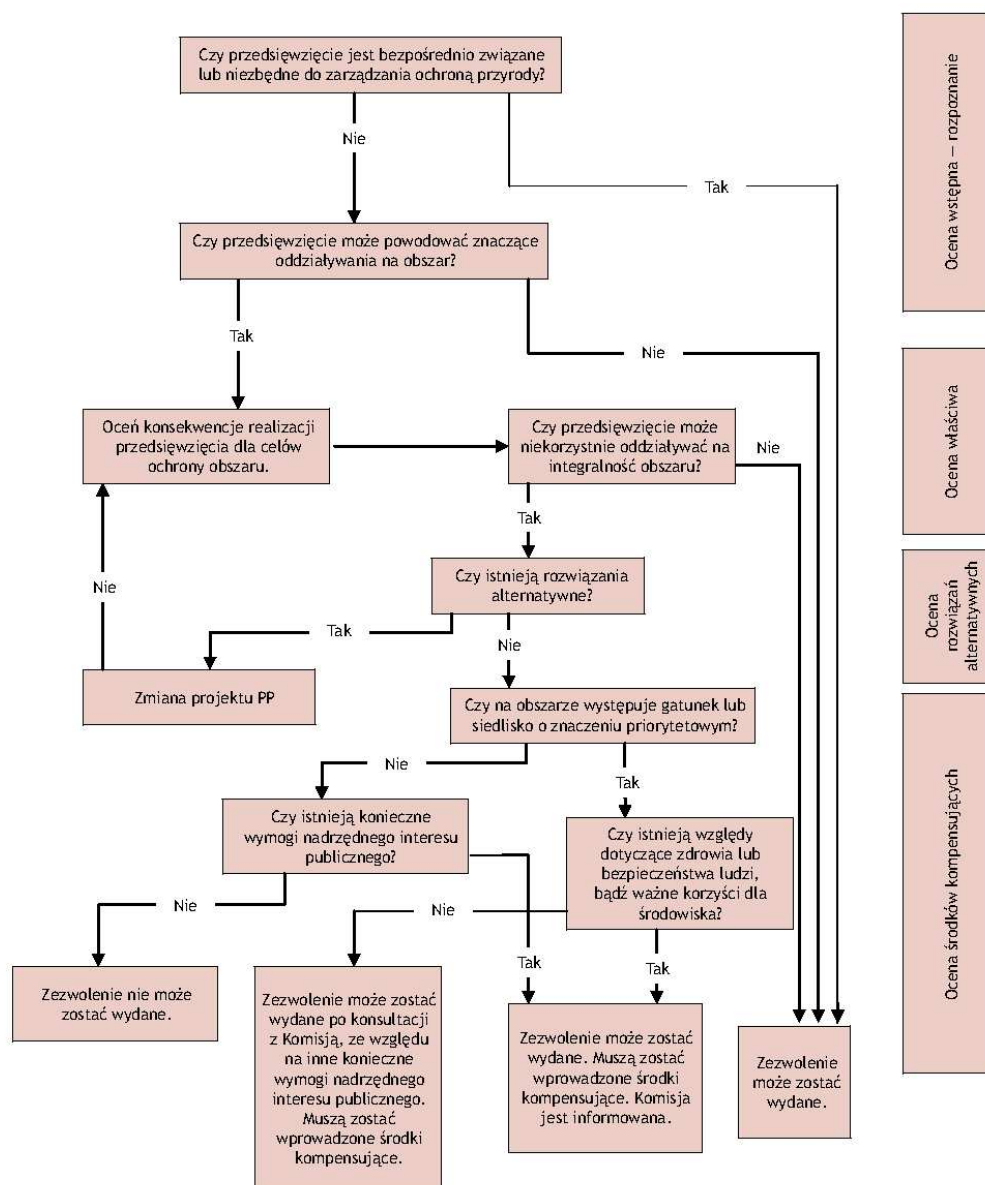 Czy przedsięwzięcie jest bezpośrednio związane
lub niezbędne do zarządzania ochroną przyrody?
Nie
Tak
Czy przedsięwzięcie może powodować znaczące
oddziaływania na obszar?
Tak
Nie
Oceń konsekwencje realizacji
przedsięwzięcia dla celów
ochrony obszaru.
Czy przedsięwzięcie może
niekorzystnie oddziaływać na
integralność obszaru?
Nie
Tak
Nie
Czy istnieją rozwiązania
alternatywne?
Tak
Nie
Zmiana projektu PP
Czy na obszarze występuje gatunek lub
siedlisko o znaczeniu priorytetowym?
Nie
Tak
Czy istnieją konieczne
wymogi nadrzędnego interesu
publicznego?
Czy istnieją względy
dotyczące zdrowia lub
bezpieczeństwa ludzi,
bądź ważne korzyści dla
środowiska?
Nie
Nie
Tak
Tak
Zezwolenie nie może
zostać wydane.
Zezwolenie może zostać
wydane po konsultacji
z Komisją, ze względu
na inne konieczne
wymogi nadrzędnego
interesu publicznego.
Muszą zostać
wprowadzone środki
kompensujące.
Zezwolenie może zostać
wydane. Muszą zostać
wprowadzone środki
kompensujące. Komisja
jest informowana.
Zezwolenie
może zostać
wydane.
Ocena wstępna – rozpoznanie
Ocena właściwa
Ocena
rozwiązań
alternatywnych
Ocena środków kompensujących